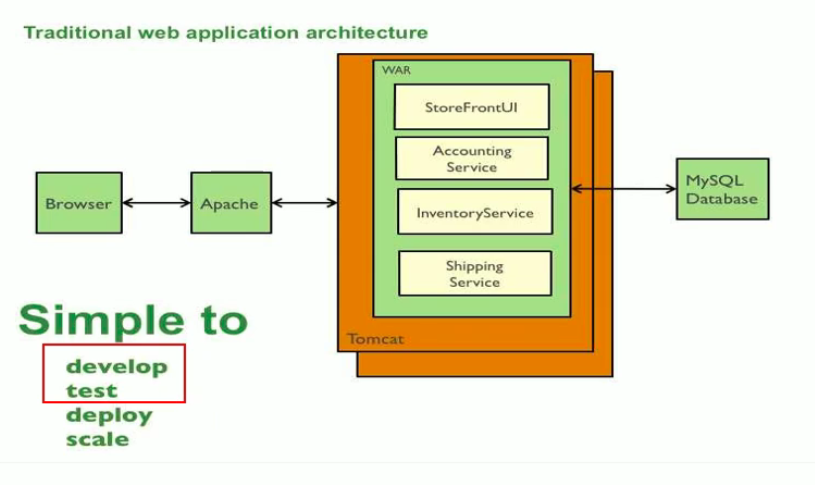 Traditional web application architecture
WAR
StoreFrontUI
Accounting
Service
InventoryService
Shipping
Service
Tomcat
Browser
Apache
MySQL
Database
Simple to
develop
test
deploy
scale